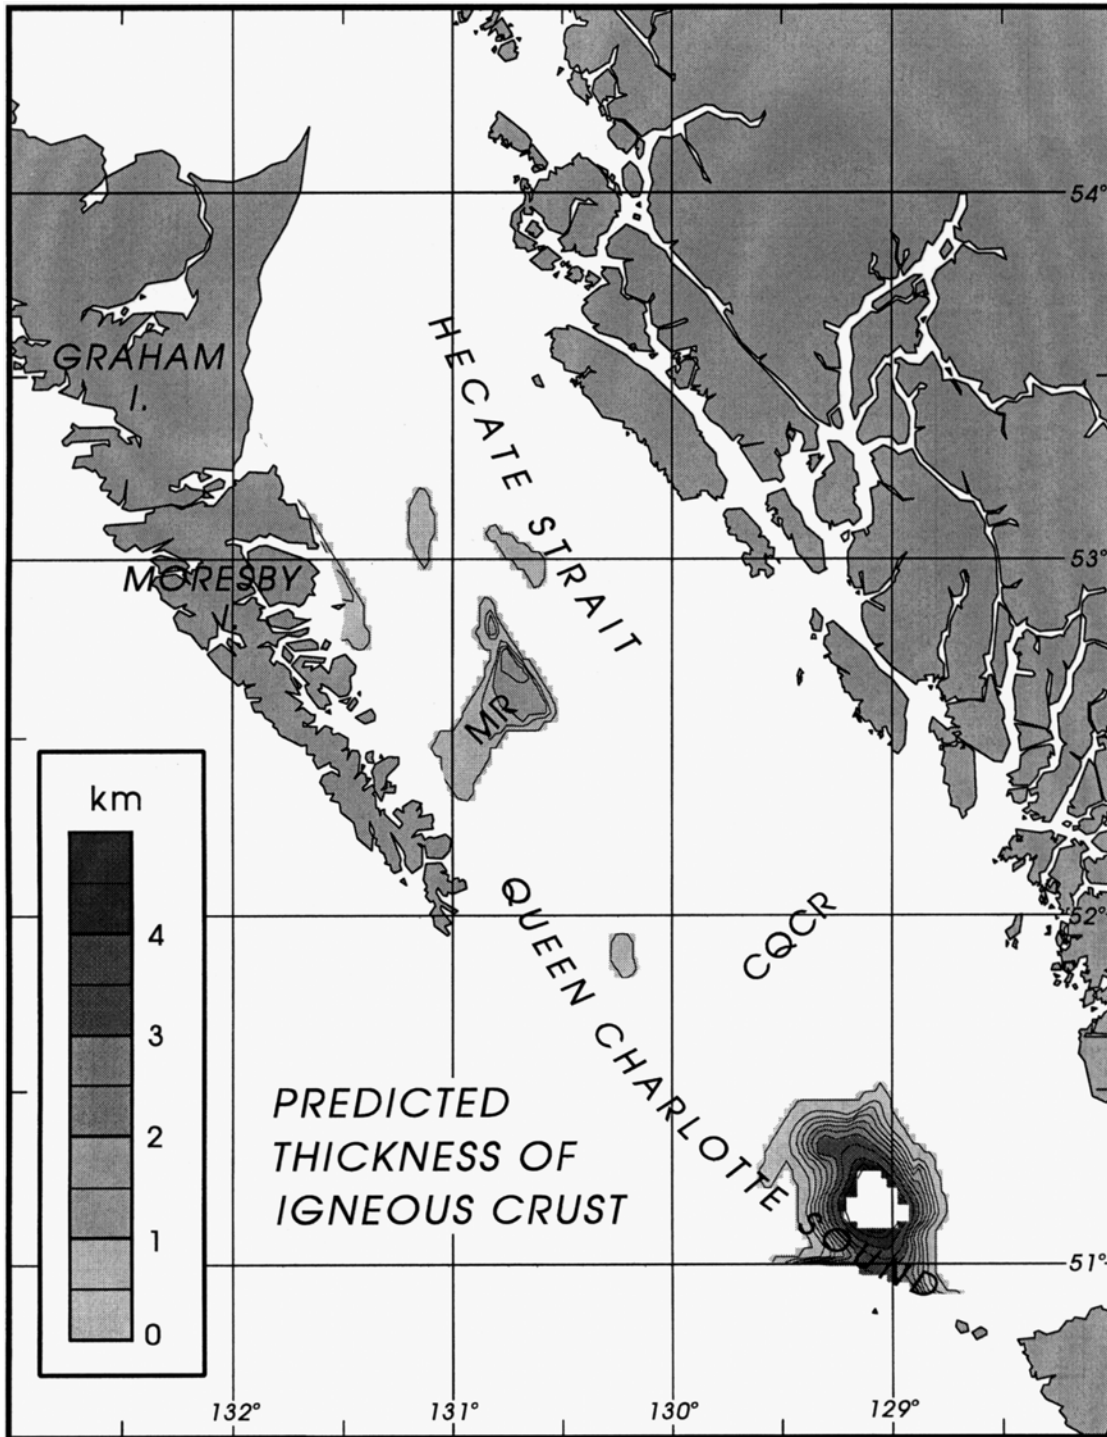 54°
HECATE STRAIT
GRAHAM
I.
53°
MORESBY
I.
MR
km
4
3
2
1
0
52°
CQCR
QUEEN CHARLOTTE SOUND
PREDICTED
THICKNESS OF
IGNEOUS CRUST
51°
132°
131°
130°
129°